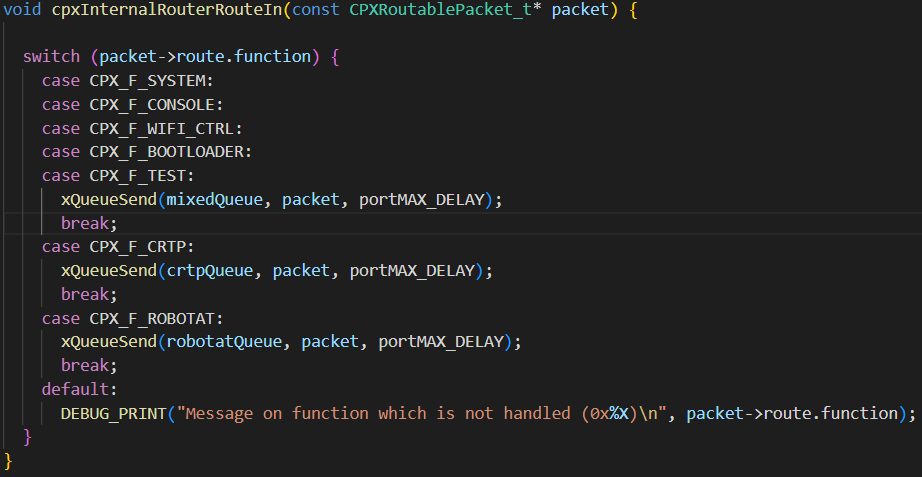 void cpxInternalRouterRouteIn(const CPXRoutablePacket_t* packet) {
switch (packet->route.function) {
case CPX_F_SYSTEM:
case CPX_F_CONSOLE:
case CPX_F_WIFI_CTRL:
case CPX_F_BOOTLOADER:
case CPX_F_TEST:
xQueueSend(mixedQueue, packet, portMAX_DELAY);
break;
case CPX_F_CRTP:
xQueueSend(crtpQueue, packet, portMAX_DELAY);
break;
case CPX_F_ROBOTAT:
xQueueSend(robotatQueue, packet, portMAX_DELAY);
break;
default:
DEBUG_PRINT("Message on function which is not handled (0x%X)\n", packet->route.function);
}
}